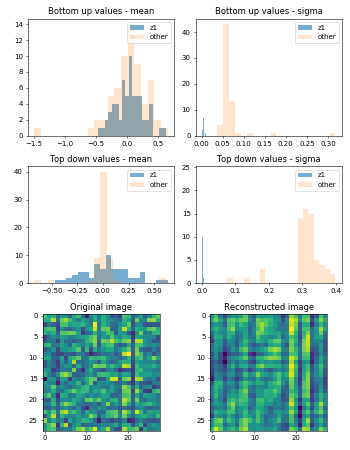 Bottom up values - mean
Bottom up values - sigma
14
12
10
8
6
4
2
0
z1
other
−1.5 −1.0 −0.5 0.0 0.5
40
30
20
10
0
z1
other
0.00 0.05 0.10 0.15 0.20 0.25 0.30
Top down values - mean
Top down values - sigma
40
30
20
10
0
z1
other
−0.50 −0.25 0.00 0.25 0.50
25
20
15
10
5
0
z1
other
0.0 0.1 0.2 0.3 0.4
Original image
Reconstructed image
0
5
10
15
20
25
0 10 20
0
5
10
15
20
25
0 10 20